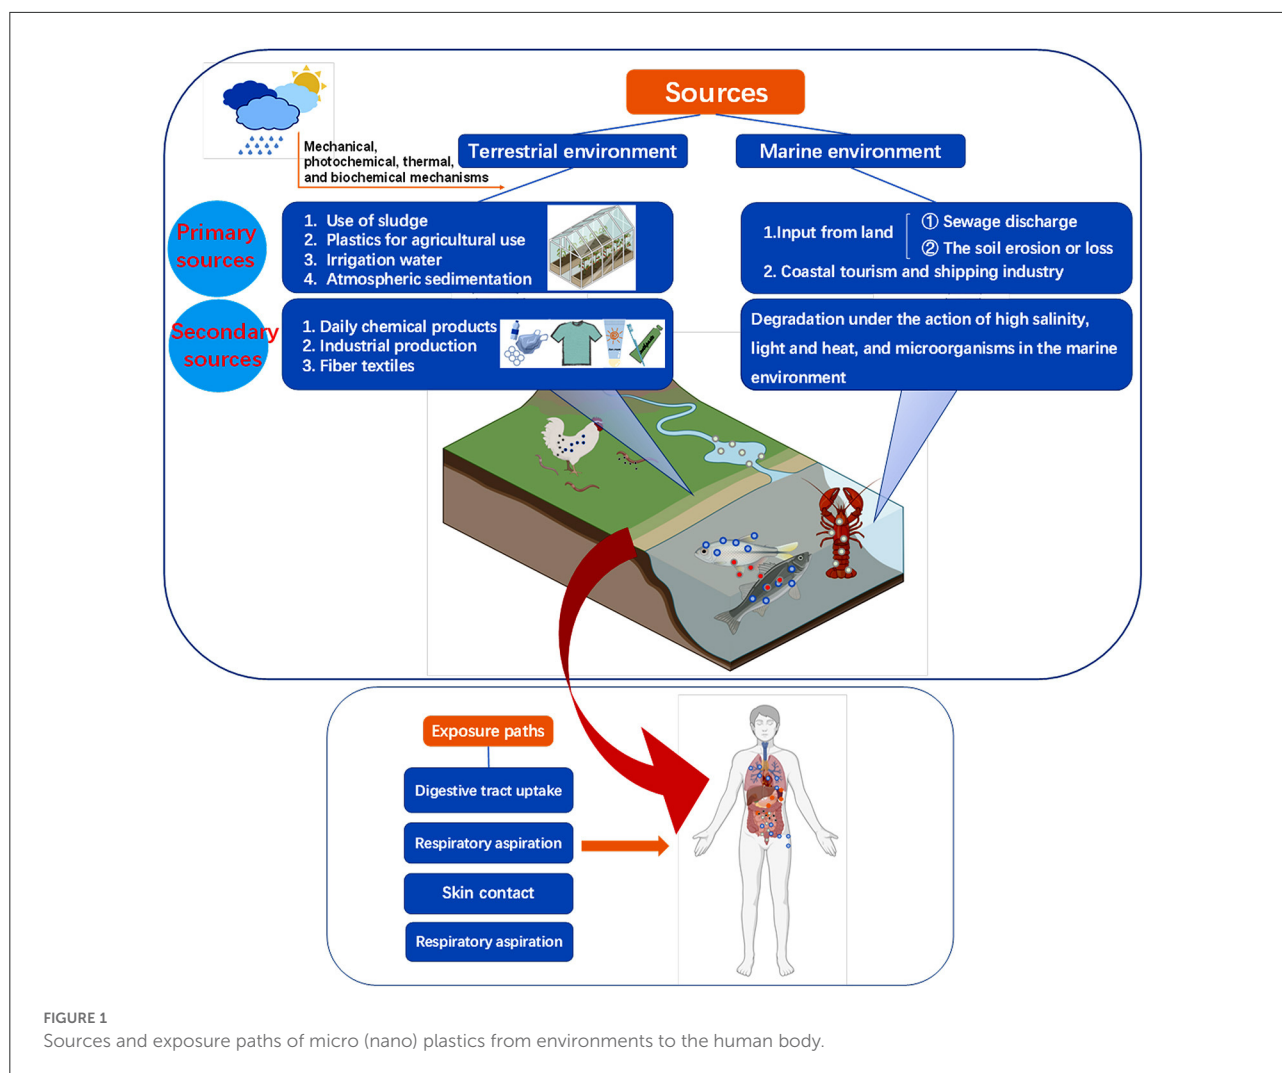 Sources
Mechanical,
photochemical, thermal,
and biochemical mechanisms
Terrestrial environment
Marine environment
Primary
sources
1. Use of sludge
2. Plastics for agricultural use
3. Irrigation water
4. Atmospheric sedimentation
1.Input from land
① Sewage discharge
② The soil erosion or loss
2. Coastal tourism and shipping industry
Secondary
sources
1. Daily chemical products
2. Industrial production
3. Fiber textiles
Degradation under the action of high salinity,
light and heat, and microorganisms in the marine
environment
Exposure paths
Digestive tract uptake
Respiratory aspiration
Skin contact
Respiratory aspiration
FIGURE 1
Sources and exposure paths of micro (nano) plastics from environments to the human body.